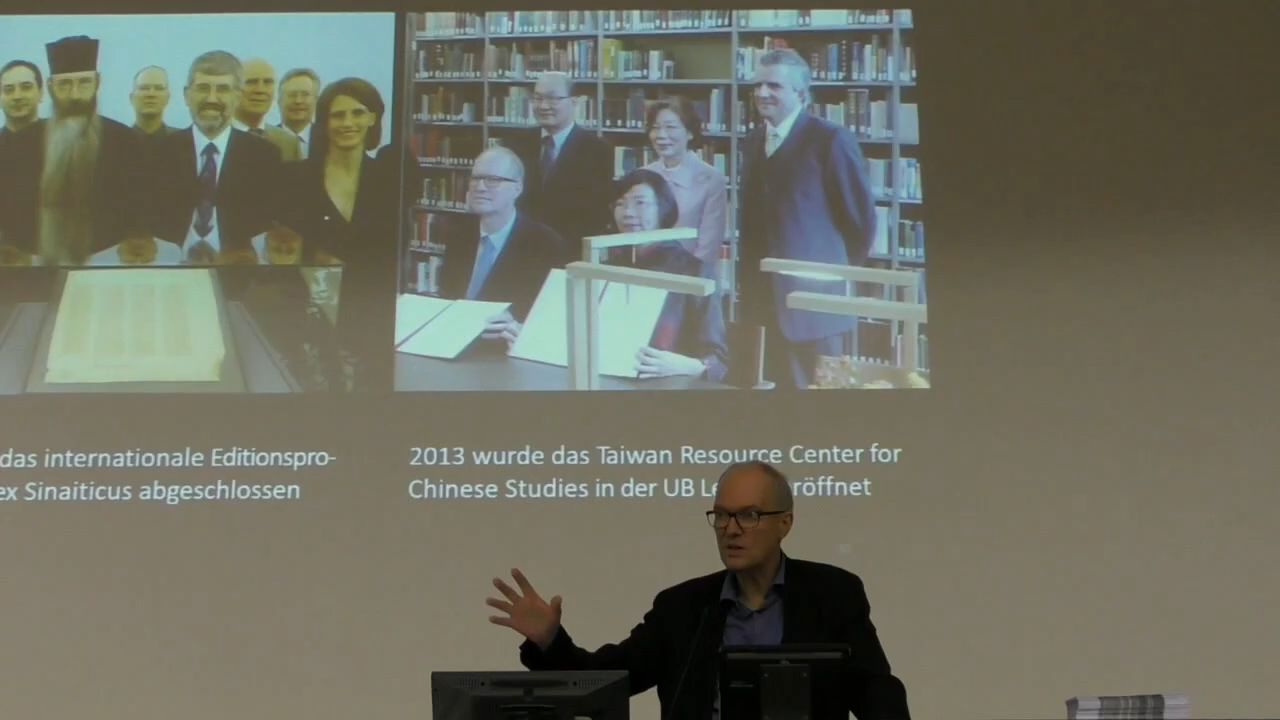 das internationale Editionspro-
ex Sinaiticus abgeschlossen
2013 wurde das Taiwan Resource Center for
Chinese Studies in der UB Le röffnet